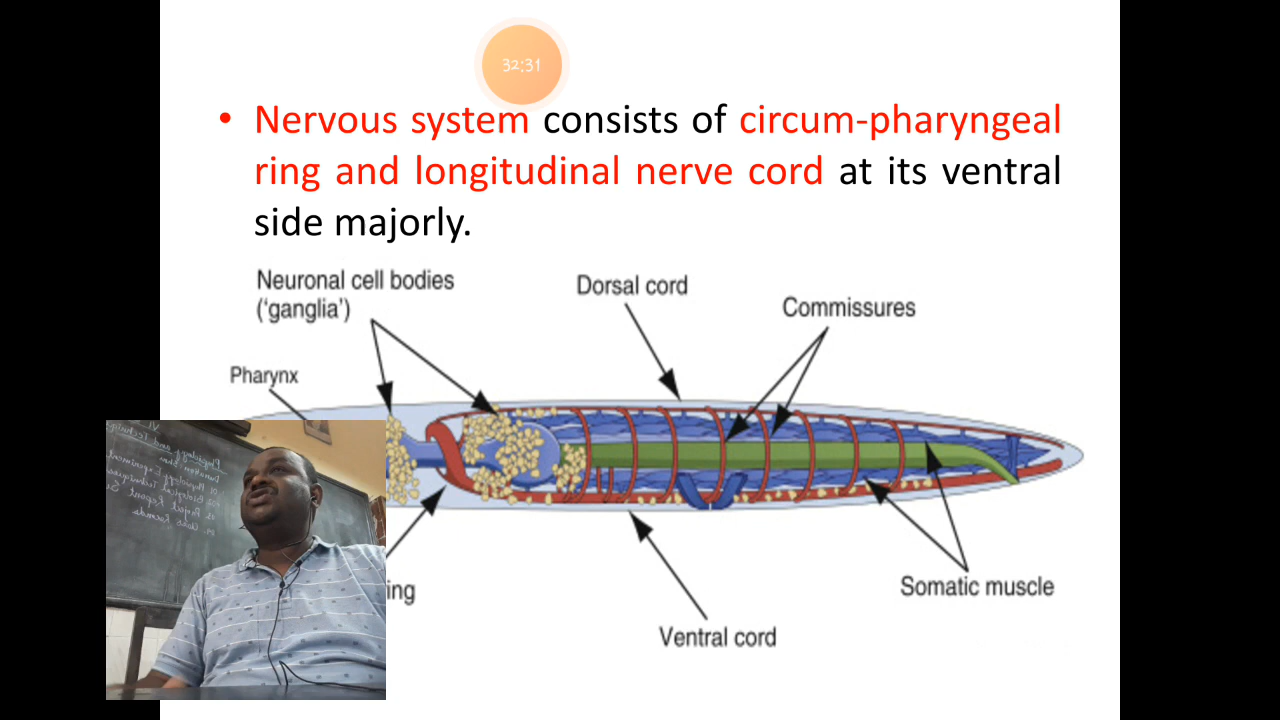 32:31
• Nervous system consists of circum-pharyngeal
ring and longitudinal nerve cord at its ventral
side majorly.
Neuronal cell bodies
('ganglia')
Dorsal cord
Commissures
Pharynx
ing
Somatic muscle
Ventral cord